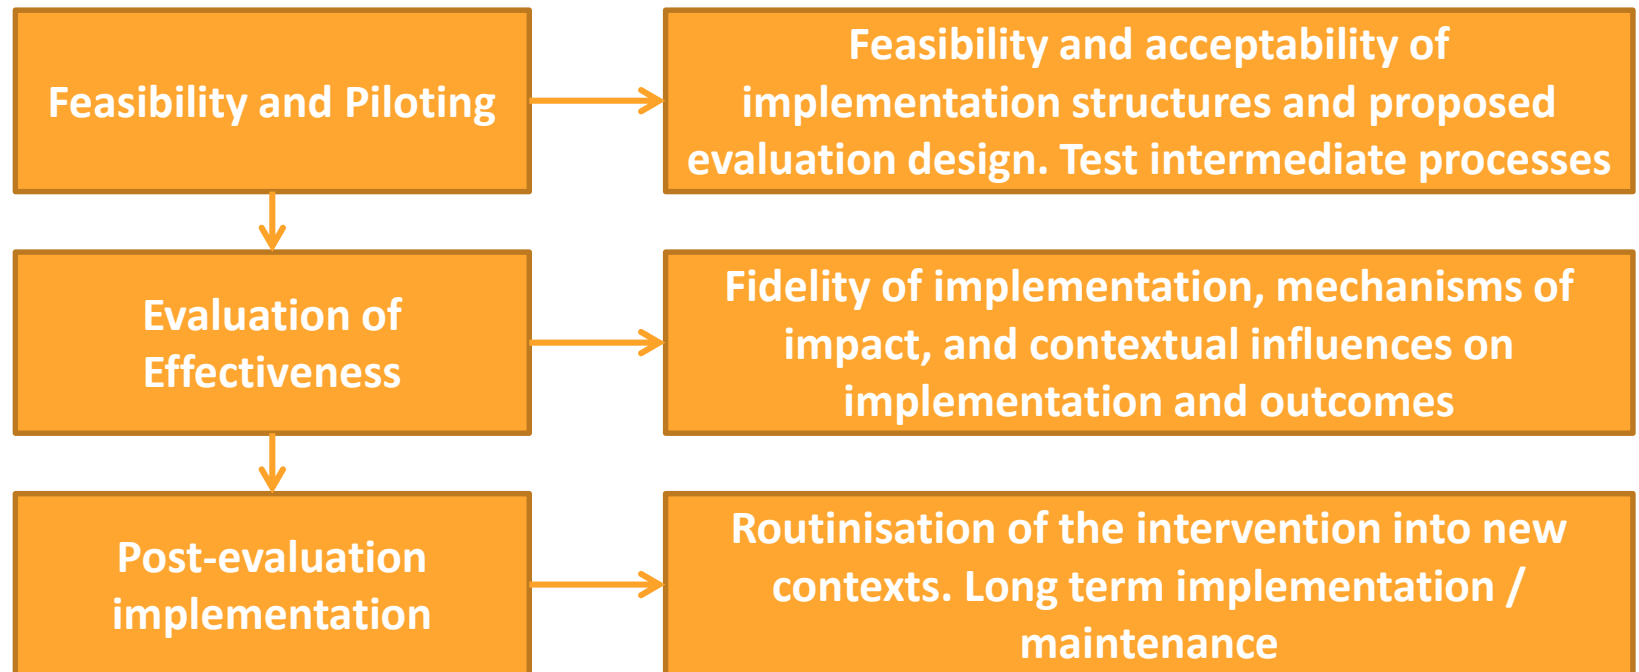 Feasibility and Piloting
Feasibility and acceptability of
implementation structures and proposed
evaluation design. Test intermediate processes
Evaluation of
Effectiveness
Fidelity of implementation, mechanisms of
impact, and contextual influences on
implementation and outcomes
Post-evaluation
implementation
Routinisation of the intervention into new
contexts. Long term implementation /
maintenance